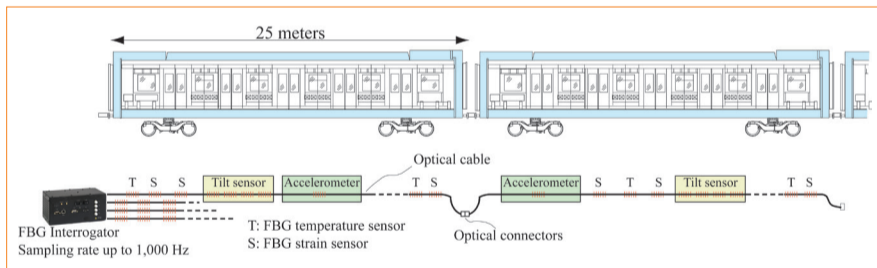 25 meters
Optical cable
T S S Tilt sensor Accelerometer T S Accelerometer S T S Tilt sensor T S
FBG Interrogator
Sampling rate up to 1,000 Hz
T: FBG temperature sensor
S: FBG strain sensor
Optical connectors